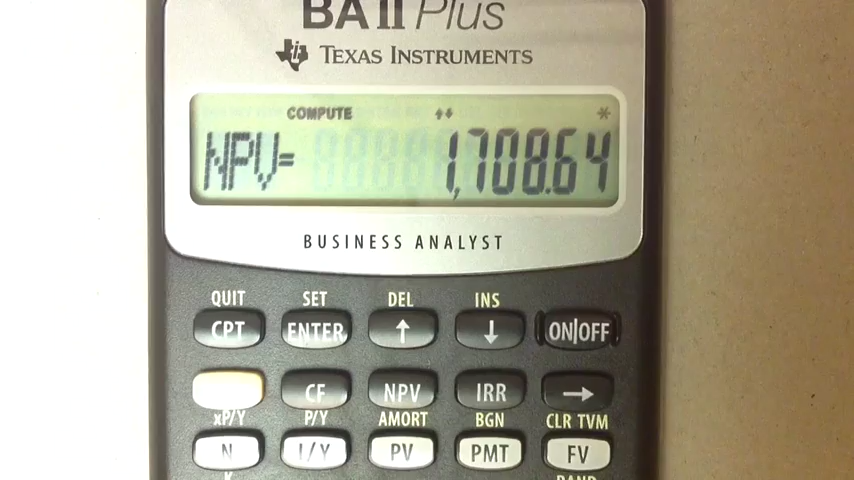 BA II Plus
TEXAS INSTRUMENTS
COMPUTE
NPV= 1,708.64
BUSINESS ANALYST
QUIT SET DEL INS
CPT ENTER ↑ ↓ ON|OFF
CF NPV IRR →
xP/Y P/Y AMORT BGN CLR TVM
N I/Y PV PMT FV